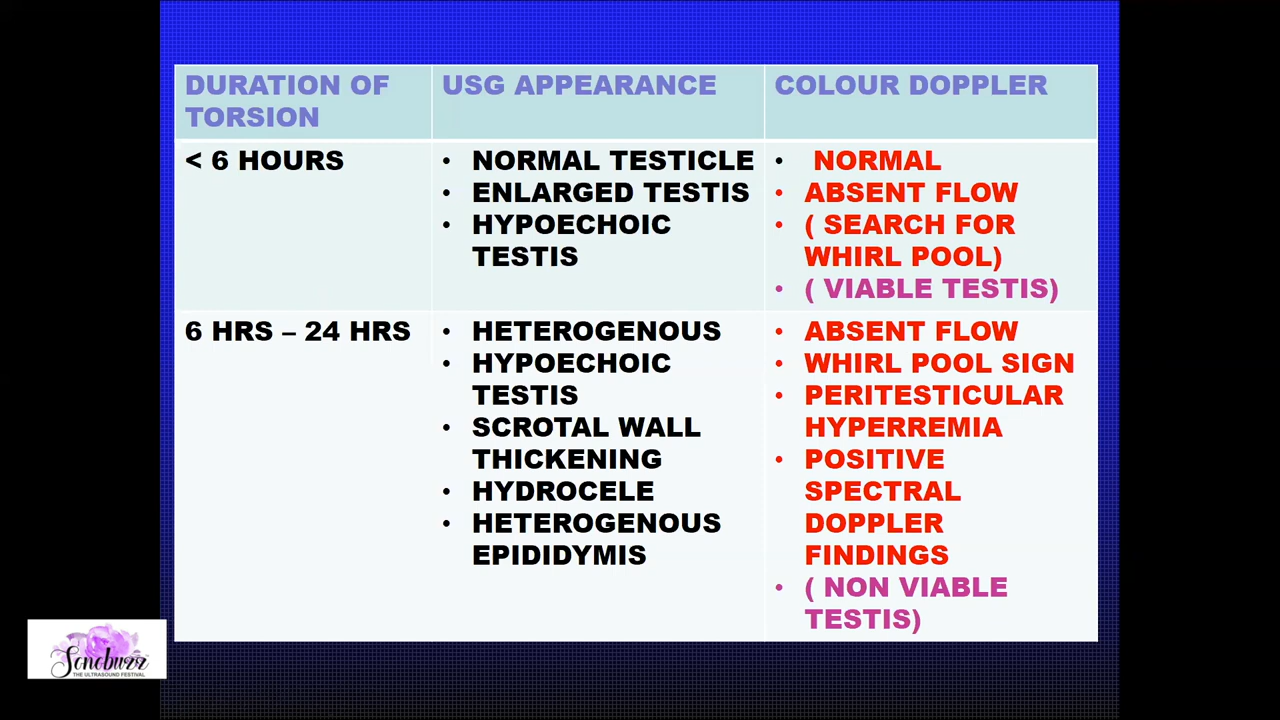 DURATION OF
TORSION
USG APPEARANCE
COLOUR DOPPLER
< 6 HOURS
• NORMAL TESTICLE
• ENLARGED TESTIS
• HYPOECHOIC
TESTIS
• NORMAL
• ABSENT FLOW
• ( SEARCH FOR
WHIRL POOL)
• ( VIABLE TESTIS)
6 HRS – 24 HRS
• HETEROGENOUS
• HYPOECHOIC
TESTIS
• SCROTAL WALL
THICKENING
• HYDROCELE
• HETEROGENOUS
EPIDIDYMIS
• ABSENT FLOW
• WHIRL POOL SIGN
• PERITESTICULAR
HYPERREMIA
• POSITIVE
SPECTRAL
DOPPLER
FINDINGS
• ( NON VIABLE
TESTIS)
Sonobuzz
THE ULTRASOUND FESTIVAL